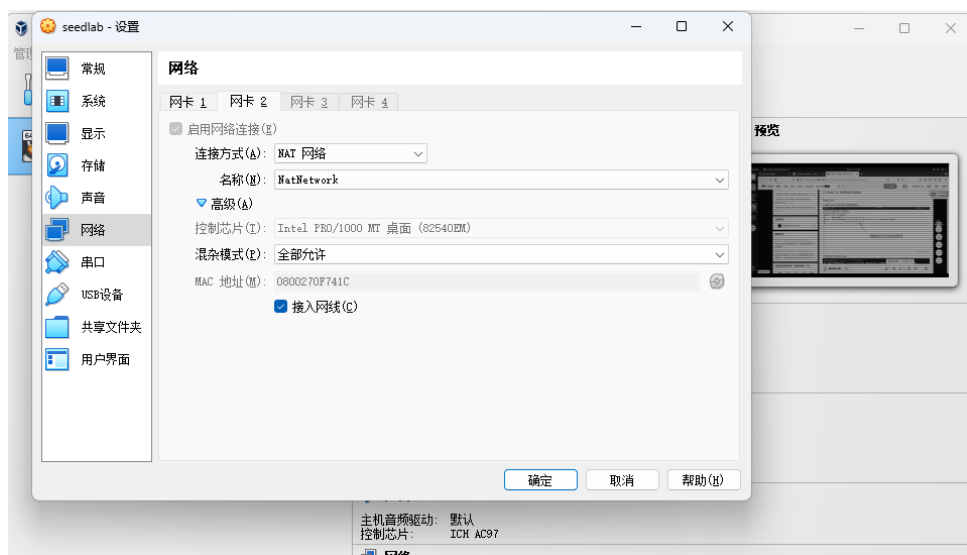 seedlab - 设置
管理
常规
系统
显示
存储
声音
网络
串口
USB设备
共享文件夹
用户界面
网络
网卡 1 网卡 2 网卡 3 网卡 4
启用网络连接(E)
连接方式(A): NAT 网络
名称(N): NatNetwork
高级(A)
控制芯片(T): Intel PRO/1000 MT 桌面 (82540EM)
混杂模式(P): 全部允许
MAC 地址(M): 0800270F741C
接入网线(C)
确定 取消 帮助(H)
预览
主机音频驱动: 默认
控制芯片: ICH AC97
网络